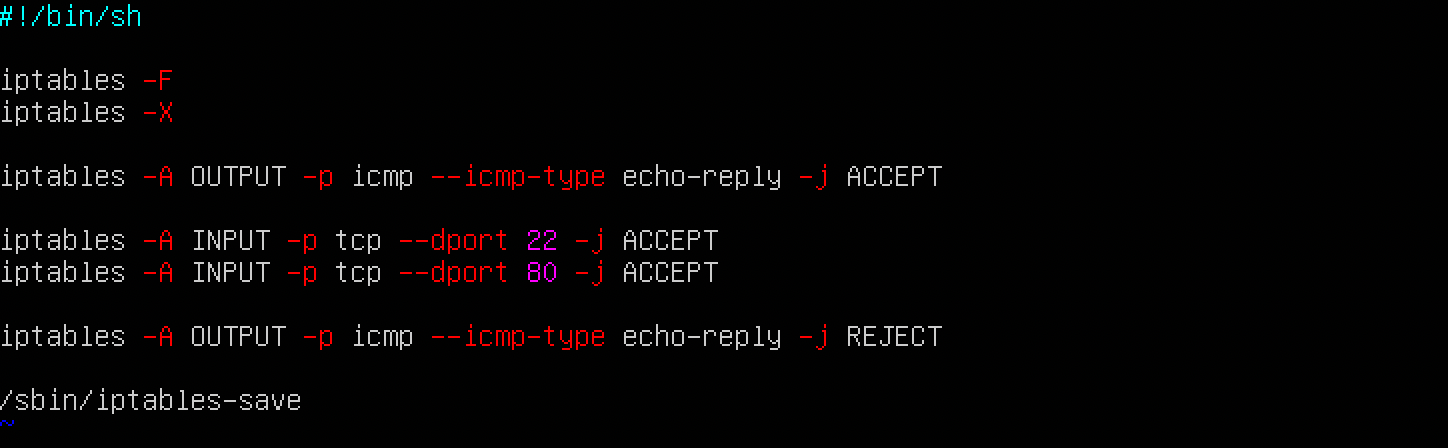 #!/bin/sh
iptables -F
iptables -X
iptables -A OUTPUT -p icmp --icmp-type echo-reply -j ACCEPT
iptables -A INPUT -p tcp --dport 22 -j ACCEPT
iptables -A INPUT -p tcp --dport 80 -j ACCEPT
iptables -A OUTPUT -p icmp --icmp-type echo-reply -j REJECT
/sbin/iptables-save
~